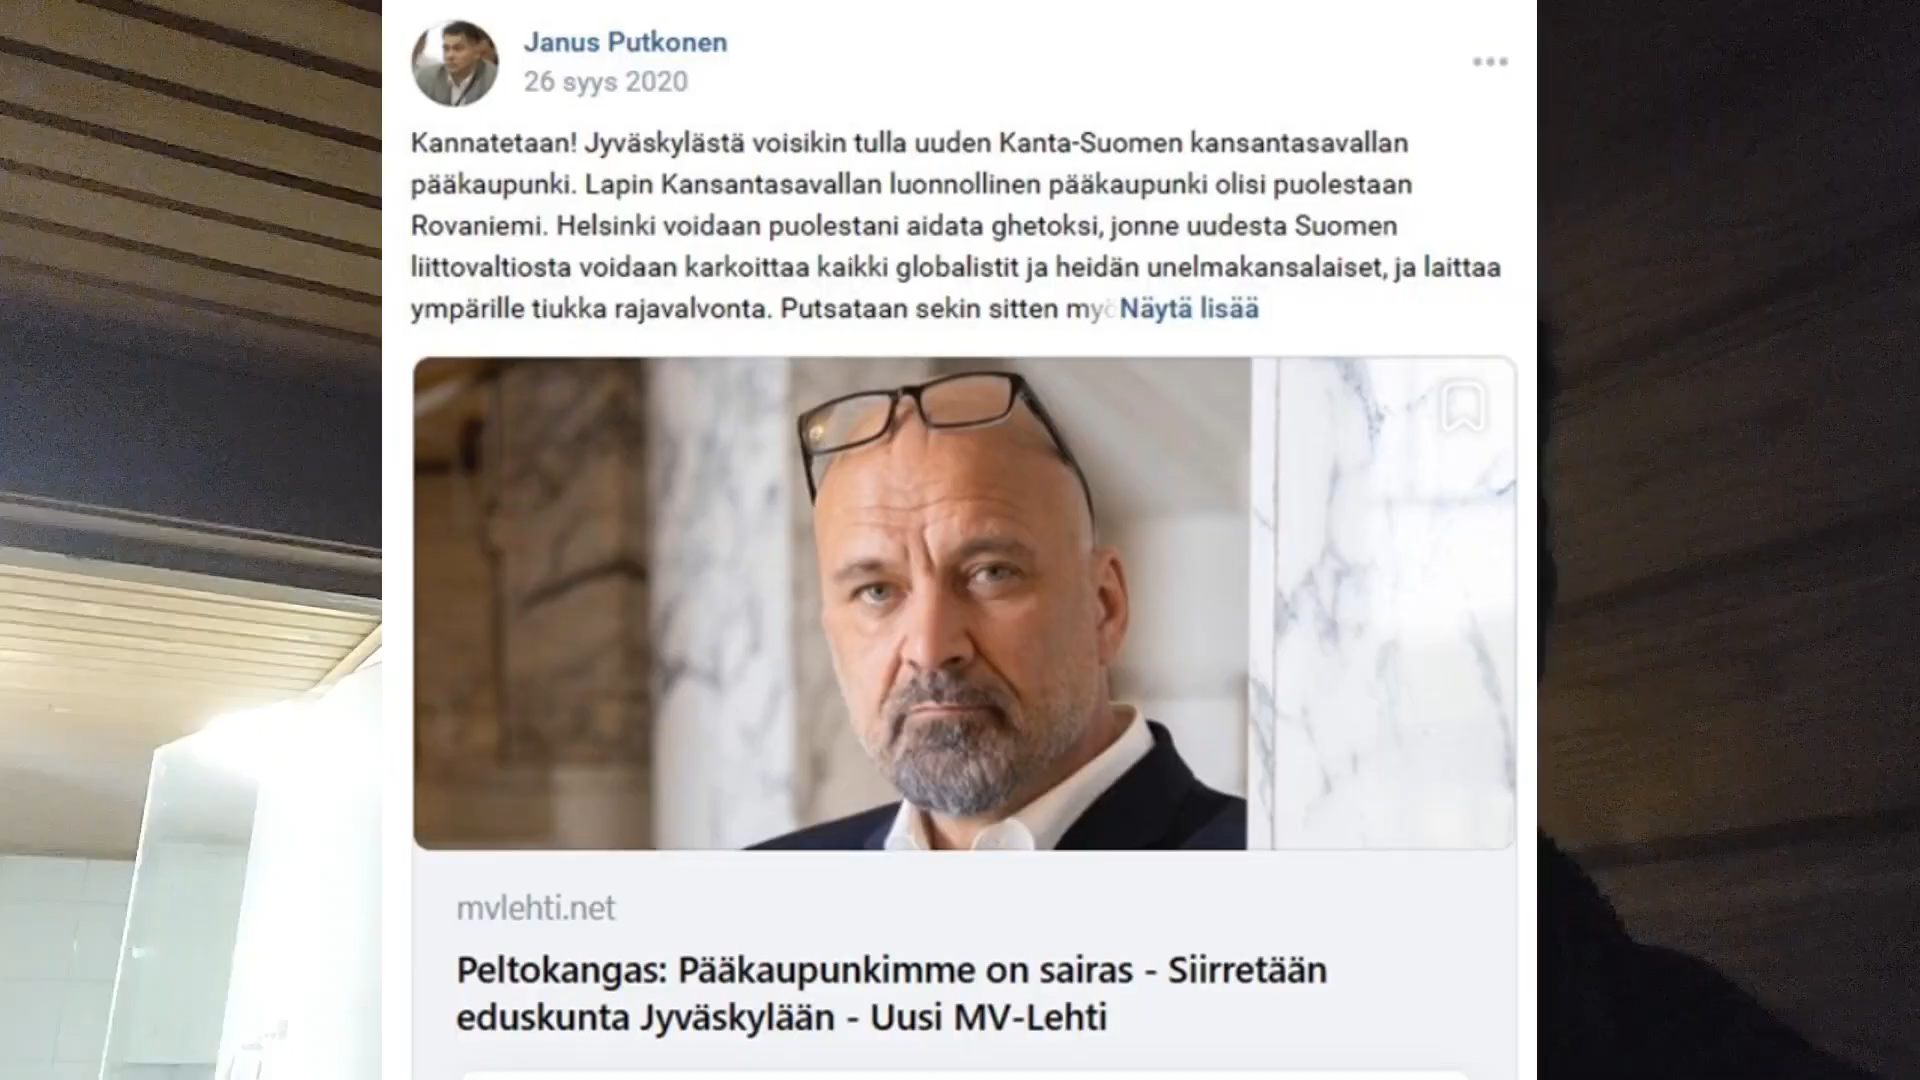 Janus Putkonen
26 syys 2020
Kannatetaan! Jyväskylästä voisikin tulla uuden Kanta-Suomen kansantasavallan
pääkaupunki. Lapin Kansantasavallan luonnollinen pääkaupunki olisi puolestaan
Rovaniemi. Helsinki voidaan puolestani aidata ghetoksi, jonne uudesta Suomen
liittovaltiosta voidaan karkoittaa kaikki globalistit ja heidän unelmakansalaiset, ja laittaa
ympärille tiukka rajavalvonta. Putsataan sekin sitten Näytä lisää
mvlehti.net
Peltokangas: Pääkaupunkimme on sairas - Siirretään
eduskunta Jyväskylään - Uusi MV-Lehti